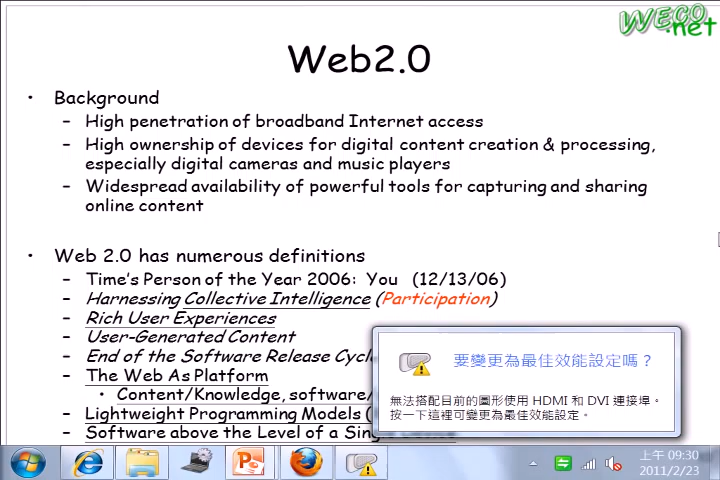 WECO
.net
Web2.0
• Background
– High penetration of broadband Internet access
– High ownership of devices for digital content creation & processing,
especially digital cameras and music players
– Widespread availability of powerful tools for capturing and sharing
online content
• Web 2.0 has numerous definitions
– Time's Person of the Year 2006: You (12/13/06)
– Harnessing Collective Intelligence (Participation)
– Rich User Experiences
– User-Generated Content
– End of the Software Release Cycl
– The Web As Platform
• Content/Knowledge, software/
– Lightweight Programming Models (
– Software above the Level of a Sin
要變更為最佳效能設定嗎?
無法搭配目前的圖形使用 HDMI 和 DVI 連接埠。
按一下這裡可變更為最佳效能設定。
上午 09:30
2011/2/23